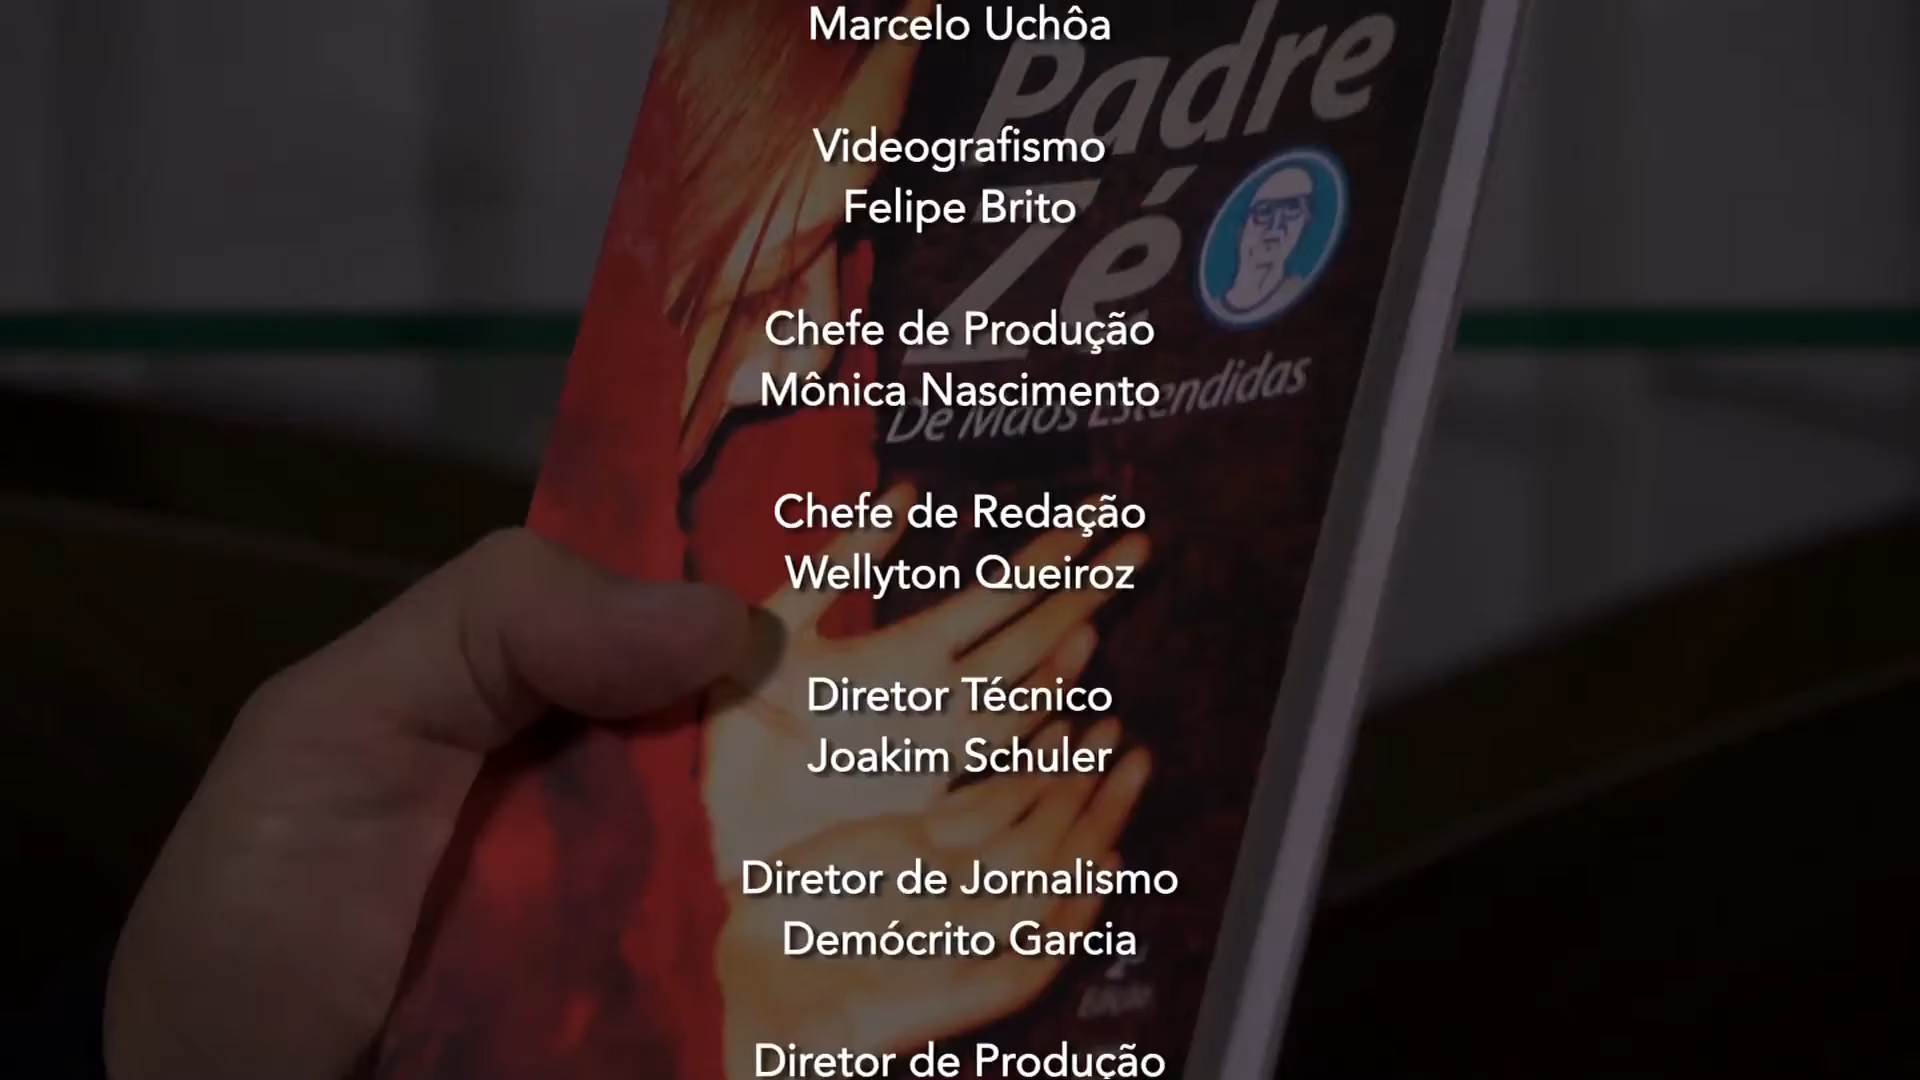 Marcelo Uchôa
Padre
Videografismo
Zé
Felipe Brito
Chefe de Produção
Mônica Nascimento
De Mãos Estendidas
Chefe de Redação
Wellyton Queiroz
Diretor Técnico
Joakim Schuler
Diretor de Jornalismo
Demócrito Garcia
Edição
Diretor de Produção